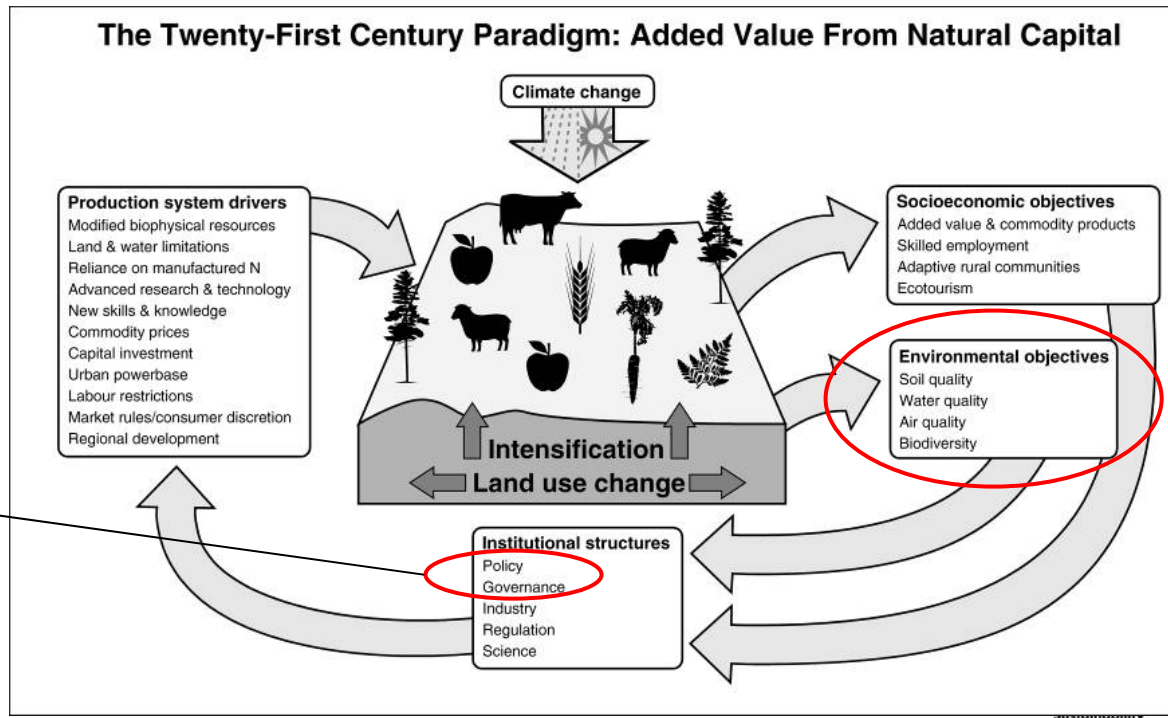 The Twenty-First Century Paradigm: Added Value From Natural Capital
Climate change
Production system drivers
Modified biophysical resources
Land & water limitations
Reliance on manufactured N
Advanced research & technology
New skills & knowledge
Commodity prices
Capital investment
Urban powerbase
Labour restrictions
Market rules/consumer discretion
Regional development
Socioeconomic objectives
Added value & commodity products
Skilled employment
Adaptive rural communities
Ecotourism
Environmental objectives
Soil quality
Water quality
Air quality
Biodiversity
Intensification
Land use change
Institutional structures
Policy
Governance
Industry
Regulation
Science